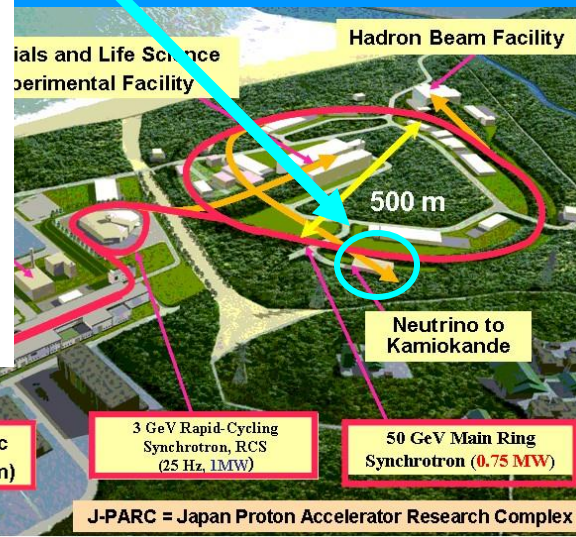 Hadron Beam Facility
ials and Life Science
perimental Facility
500 m
Neutrino to
Kamiokande
3 GeV Rapid-Cycling
Synchrotron, RCS
(25 Hz, 1MW)
50 GeV Main Ring
Synchrotron (0.75 MW)
c
n)
J-PARC = Japan Proton Accelerator Research Complex